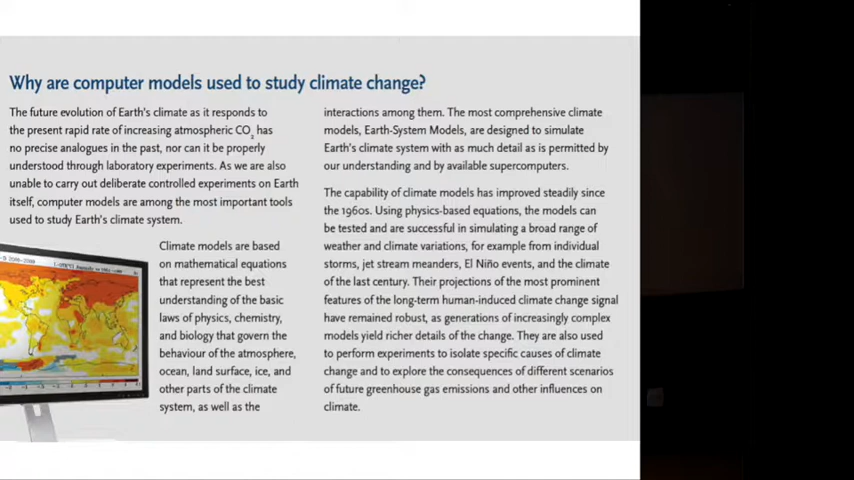 Why are computer models used to study climate change?
The future evolution of Earth's climate as it responds to
the present rapid rate of increasing atmospheric CO2 has
no precise analogues in the past, nor can it be properly
understood through laboratory experiments. As we are also
unable to carry out deliberate controlled experiments on Earth
itself, computer models are among the most important tools
used to study Earth's climate system.
Climate models are based
on mathematical equations
that represent the best
understanding of the basic
laws of physics, chemistry,
and biology that govern the
behaviour of the atmosphere,
ocean, land surface, ice, and
other parts of the climate
system, as well as the
interactions among them. The most comprehensive climate
models, Earth-System Models, are designed to simulate
Earth's climate system with as much detail as is permitted by
our understanding and by available supercomputers.
The capability of climate models has improved steadily since
the 1960s. Using physics-based equations, the models can
be tested and are successful in simulating a broad range of
weather and climate variations, for example from individual
storms, jet stream meanders, El Niño events, and the climate
of the last century. Their projections of the most prominent
features of the long-term human-induced climate change signal
have remained robust, as generations of increasingly complex
models yield richer details of the change. They are also used
to perform experiments to isolate specific causes of climate
change and to explore the consequences of different scenarios
of future greenhouse gas emissions and other influences on
climate.